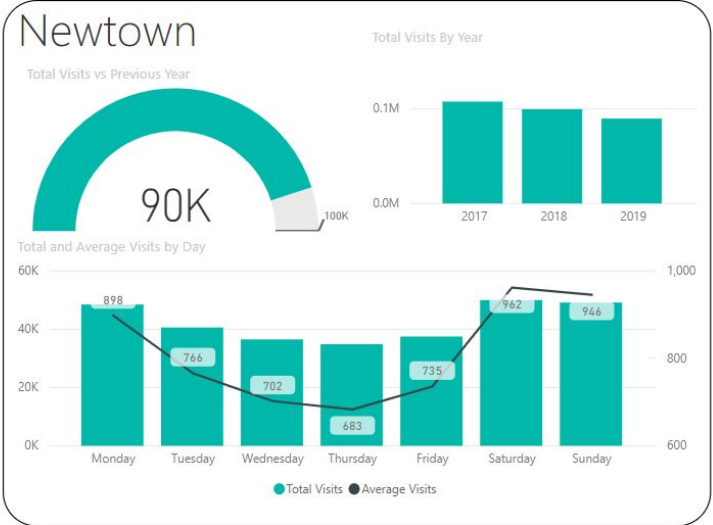 Newtown
Total Visits vs Previous Year
90K
100K
Total Visits By Year
0.1M
0.0M
2017 2018 2019
Total and Average Visits by Day
60K 1,000
898 962 946
40K
766 735 800
702
20K
683
0K 600
Monday Tuesday Wednesday Thursday Friday Saturday Sunday
Total Visits Average Visits